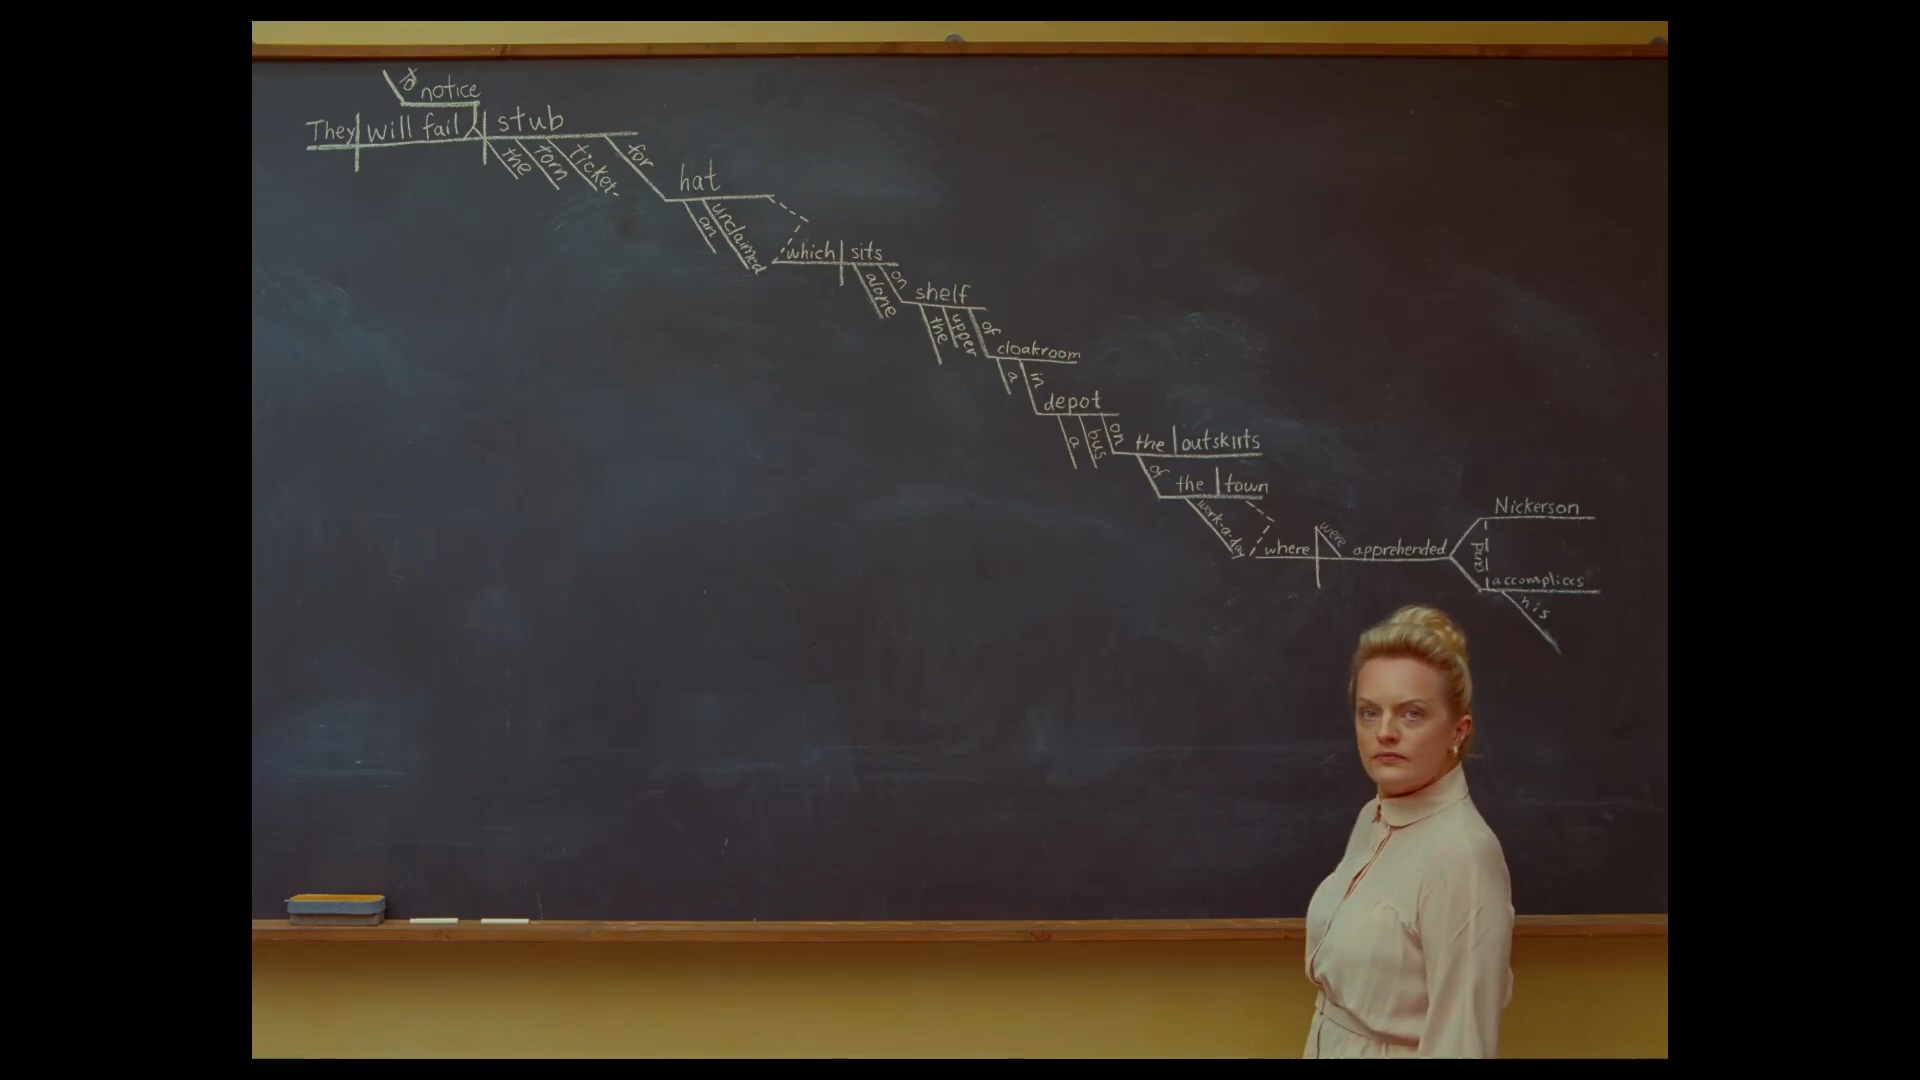 to notice
They will fail stub
the torn ticket- for
hat
an unclaimed
which sits
alone on
shelf
the upper of
cloakroom
a in
depot
a bus on
the outskirts
of the town
work-a-day
where were apprehended
Nickerson
and
accomplices
his